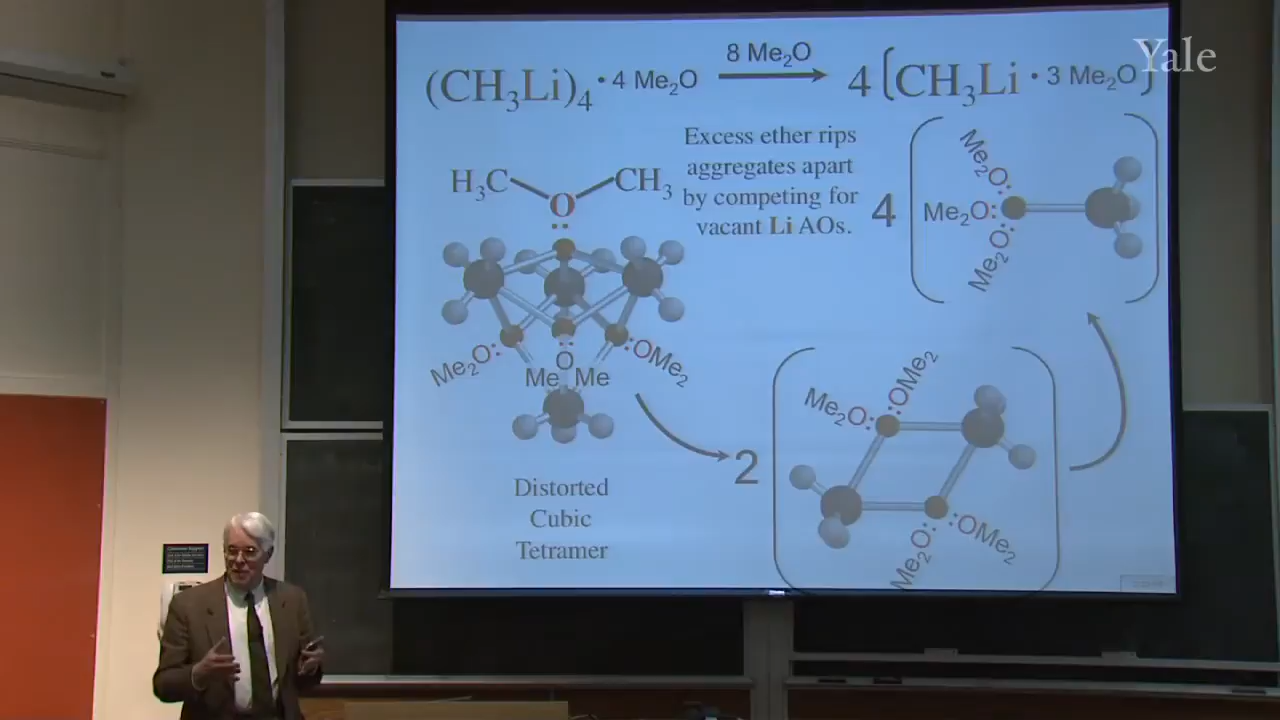 Yale
(CH₃Li)₄ · 4 Me₂O 8 Me₂O 4 [CH₃Li · 3 Me₂O]
Excess ether rips
aggregates apart
by competing for
vacant Li AOs.
H₃C CH₃
O
Me₂O: :OMe₂
O
Me Me
Distorted
Cubic
Tetramer
4
Me₂O:
Me₂O:
Me₂O:
2
Me₂O: :OMe₂
Me₂O: :OMe₂